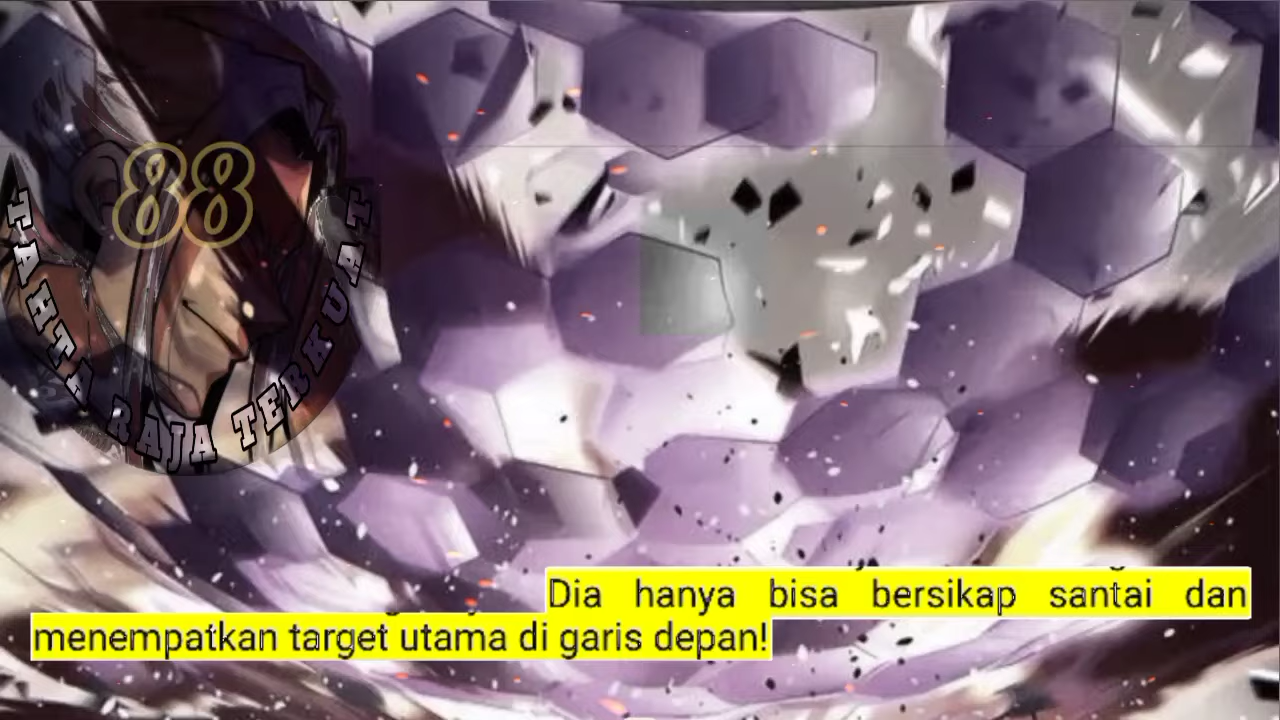 88
TAHTA RAJA TERKUAT
Dia hanya bisa bersikap santai dan
menempatkan target utama di garis depan!